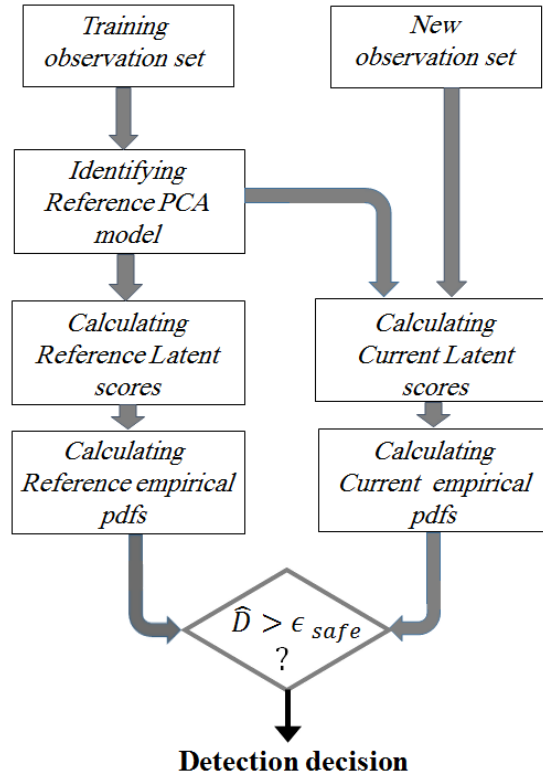 Training
observation set
New
observation set
Identifying
Reference PCA
model
Calculating
Reference Latent
scores
Calculating
Current Latent
scores
Calculating
Reference empirical
pdfs
Calculating
Current empirical
pdfs
D̂ > ϵ safe
?
Detection decision